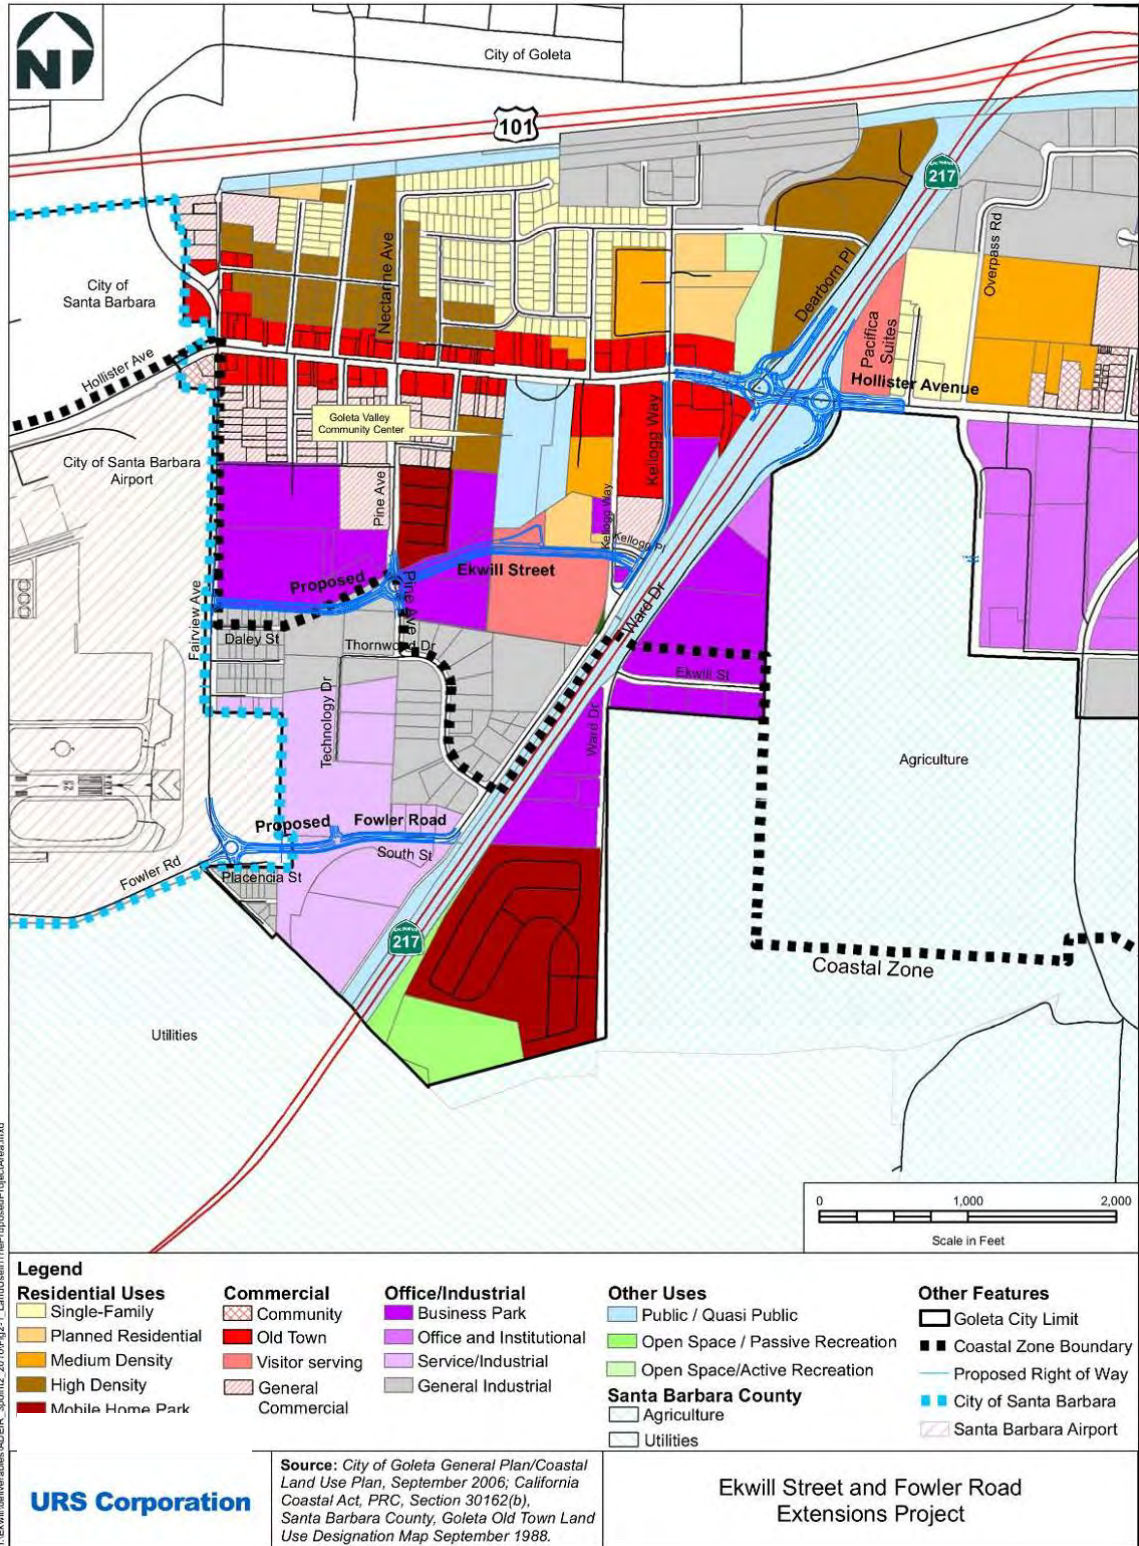 N
City of Goleta
101
217
Overpass Rd
Nectarine Ave
City of
Santa Barbara
Dearborn Pl
Pacifica
Suites
Hollister Ave
Hollister Avenue
Goleta Valley
Community Center
Kellogg Way
City of Santa Barbara
Airport
Pine Ave
Kellogg Way
Kellogg Pl
Ekwill Street
Proposed
Pine Ave
Ward Dr
Fairview Ave
Daley St
Thornwood Dr
Ekwill St
Technology Dr
Ward Dr
Agriculture
Proposed
Fowler Road
South St
Fowler Rd
Placencia St
217
Coastal Zone
Utilities
0 1,000 2,000
Scale in Feet
Legend
Residential Uses
Single-Family
Planned Residential
Medium Density
High Density
Mobile Home Park
Commercial
Community
Old Town
Visitor serving
General
Commercial
Office/Industrial
Business Park
Office and Institutional
Service/Industrial
General Industrial
Other Uses
Public / Quasi Public
Open Space / Passive Recreation
Open Space/Active Recreation
Santa Barbara County
Agriculture
Utilities
Other Features
Goleta City Limit
Coastal Zone Boundary
Proposed Right of Way
City of Santa Barbara
Santa Barbara Airport
URS Corporation
Source: City of Goleta General Plan/Coastal
Land Use Plan, September 2006; California
Coastal Act, PRC, Section 30162(b),
Santa Barbara County, Goleta Old Town Land
Use Designation Map September 1988.
Ekwill Street and Fowler Road
Extensions Project